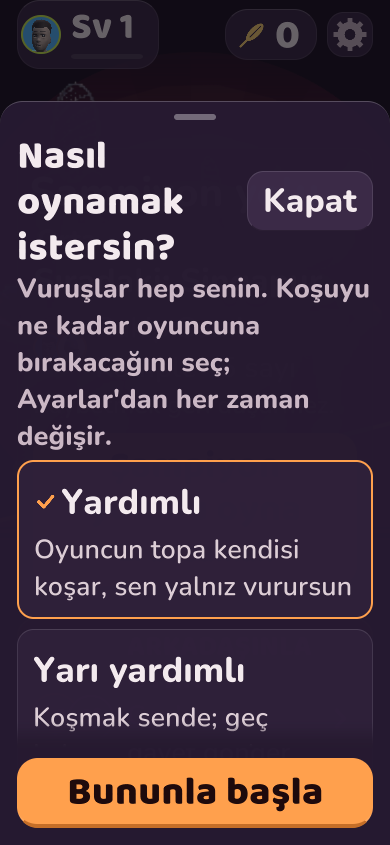 Sv 1
0
Nasıl
oynamak
istersin?
Kapat
Vuruşlar hep senin. Koşuyu
ne kadar oyuncuna
bırakacağını seç;
Ayarlar'dan her zaman
değişir.
Yardımlı
Oyuncun topa kendisi
koşar, sen yalnız vurursun
Yarı yardımlı
Koşmak sende; geç
Bununla başla